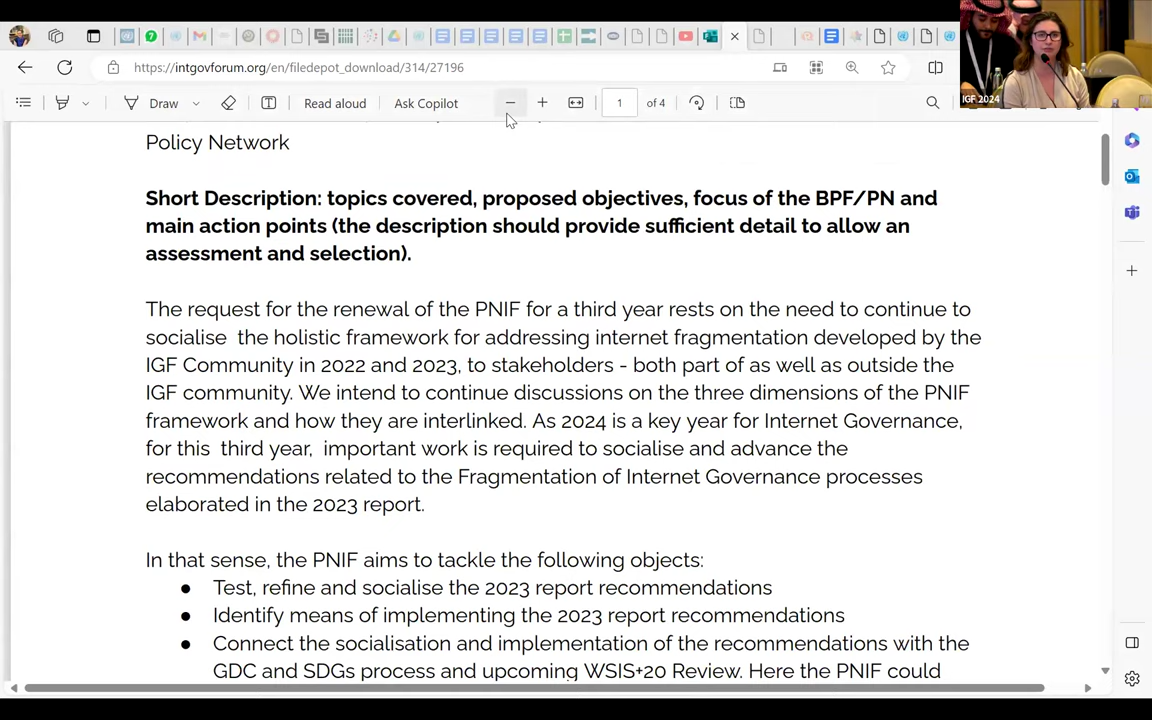 https://intgovforum.org/en/filedepot_download/314/27196
IGF 2024
Draw
Read aloud
Ask Copilot
1 of 4
Policy Network
Short Description: topics covered, proposed objectives, focus of the BPF/PN and
main action points (the description should provide sufficient detail to allow an
assessment and selection).
The request for the renewal of the PNIF for a third year rests on the need to continue to
socialise  the holistic framework for addressing internet fragmentation developed by the
IGF Community in 2022 and 2023, to stakeholders - both part of as well as outside the
IGF community. We intend to continue discussions on the three dimensions of the PNIF
framework and how they are interlinked. As 2024 is a key year for Internet Governance,
for this  third year,  important work is required to socialise and advance the
recommendations related to the Fragmentation of Internet Governance processes
elaborated in the 2023 report.
In that sense, the PNIF aims to tackle the following objects:
● Test, refine and socialise the 2023 report recommendations
● Identify means of implementing the 2023 report recommendations
● Connect the socialisation and implementation of the recommendations with the
GDC and SDGs process and upcoming WSIS+20 Review. Here the PNIF could